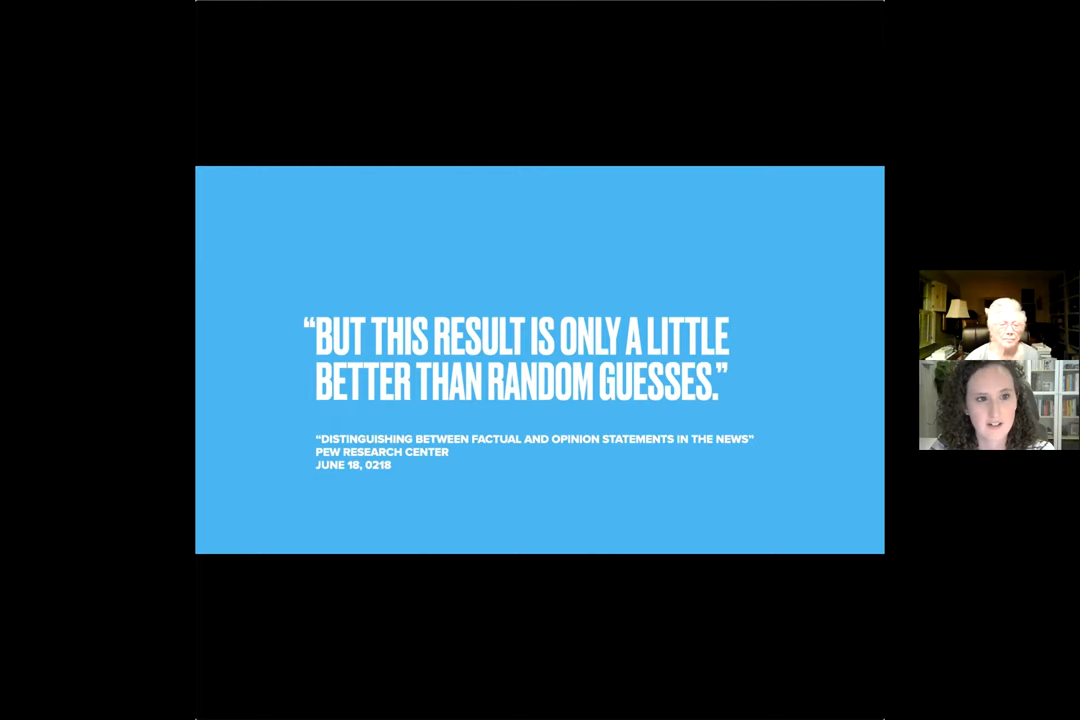 “BUT THIS RESULT IS ONLY A LITTLE
BETTER THAN RANDOM GUESSES.”
“DISTINGUISHING BETWEEN FACTUAL AND OPINION STATEMENTS IN THE NEWS”
PEW RESEARCH CENTER
JUNE 18, 0218